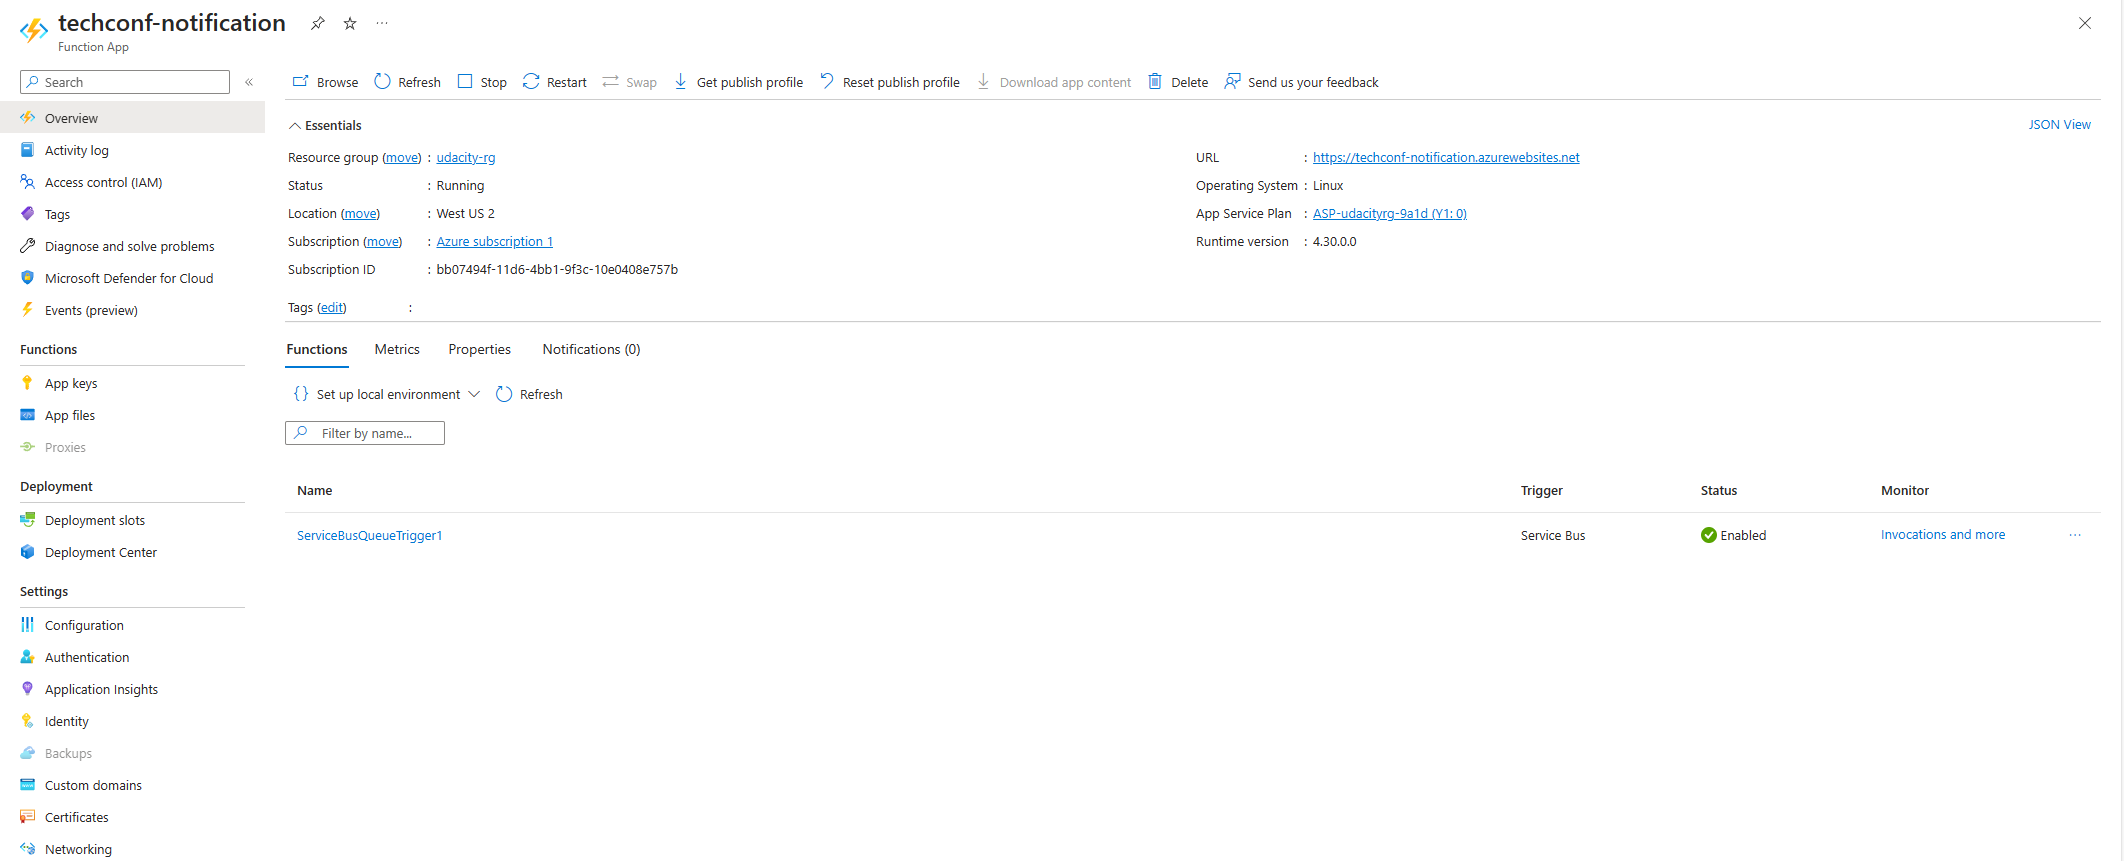 techconf-notification
Function App
Search
Browse Refresh Stop Restart Swap Get publish profile Reset publish profile Download app content Delete Send us your feedback
Overview
Activity log
Access control (IAM)
Tags
Diagnose and solve problems
Microsoft Defender for Cloud
Events (preview)
Functions
App keys
App files
Proxies
Deployment
Deployment slots
Deployment Center
Settings
Configuration
Authentication
Application Insights
Identity
Backups
Custom domains
Certificates
Networking
Essentials
JSON View
Resource group (move) : udacity-rg
Status : Running
Location (move) : West US 2
Subscription (move) : Azure subscription 1
Subscription ID : bb07494f-11d6-4bb1-9f3c-10e0408e757b
Tags (edit) :
URL : https://techconf-notification.azurewebsites.net
Operating System : Linux
App Service Plan : ASP-udacityrg-9a1d (Y1: 0)
Runtime version : 4.30.0.0
Functions Metrics Properties Notifications (0)
{} Set up local environment Refresh
Filter by name...
Name Trigger Status Monitor
ServiceBusQueueTrigger1 Service Bus Enabled Invocations and more